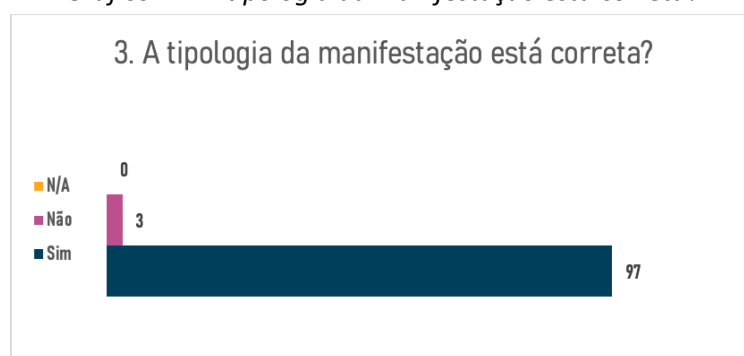 3. A tipologia da manifestação está correta?
0
N/A
Não
3
Sim
97